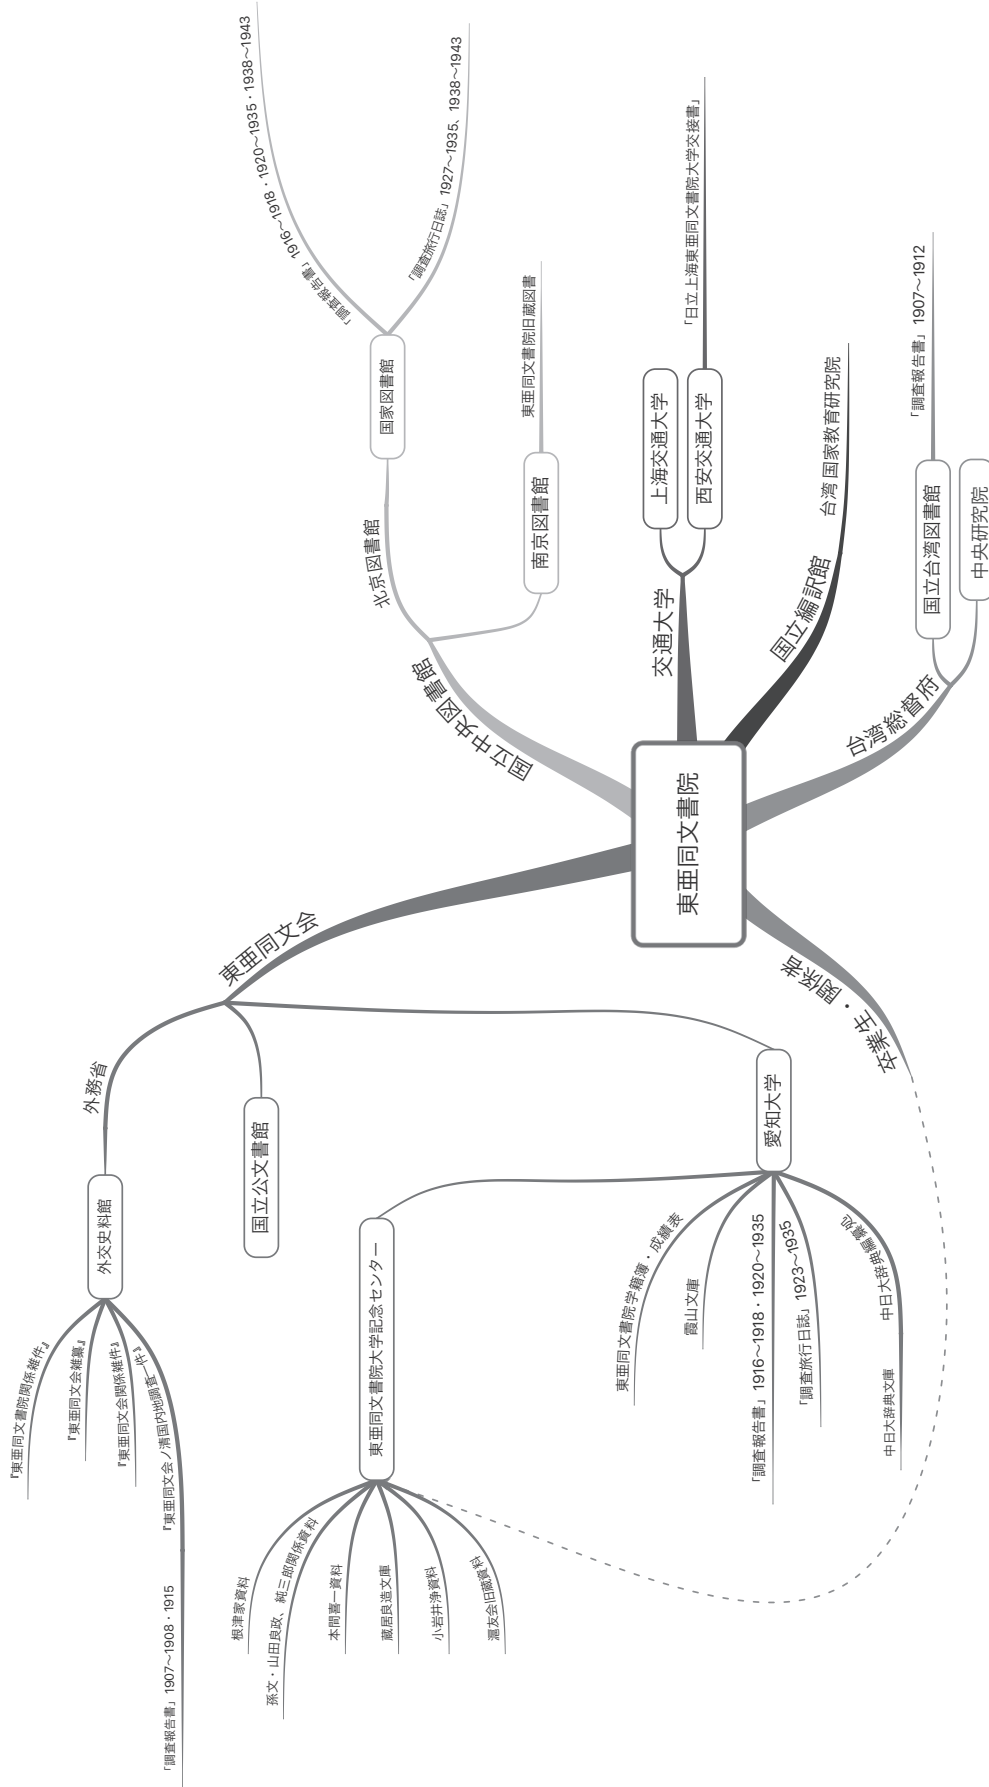 東亜同文書院
東亜同文会
外務省
外交史料館
『東亜同文書院関係雑件』
『東亜同文会雑纂』
『東亜同文会関係雑件』
『東亜同文会ノ清国内地調査一件』
「調査報告書」1907〜1908・1915
国立公文書館
愛知大学
東亜同文書院大学記念センター
根津家資料
孫文・山田良政、純三郎関係資料
本間喜一資料
蔵居良造文庫
小岩井浄資料
滬友会旧蔵資料
東亜同文書院学籍簿・成績表
霞山文庫
「調査報告書」1916〜1918・1920〜1935
「調査旅行日誌」1923〜1935
中日大辞典編纂処
中日大辞典文庫
卒業生・関係者
国立中央図書館
北京図書館
国家図書館
「調査報告書」1916〜1918・1920〜1935・1938〜1943
「調査旅行日誌」1927〜1935、1938〜1943
南京図書館
東亜同文書院旧蔵図書
交通大学
上海交通大学
西安交通大学
「日立上海東亜同文書院大学交接書」
国立編訳館
台湾 国家教育研究院
台湾総督府
国立台湾図書館
「調査報告書」1907〜1912
中央研究院